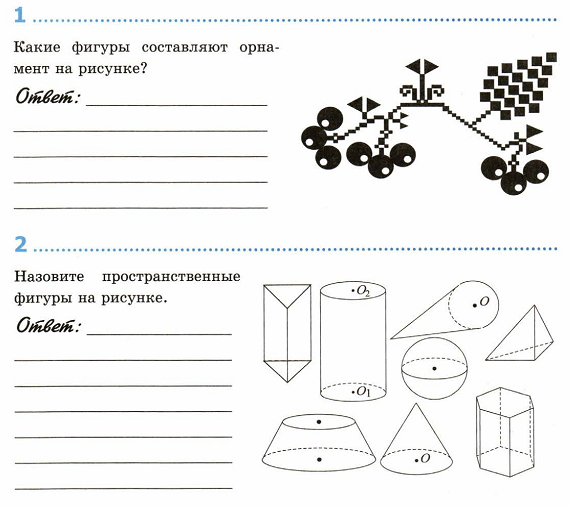 1
Какие фигуры составляют орна-
мент на рисунке?
Ответ:
2
Назовите пространственные
фигуры на рисунке.
Ответ:
O2
O
O1
O